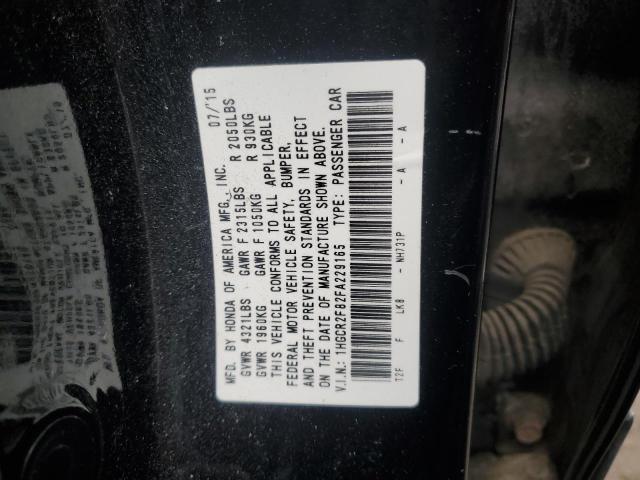 MFD. BY HONDA OF AMERICA MFG., INC. 07/'15
GVWR 4321LBS GAWR F 2315LBS R 2050LBS
GVWR 1960KG GAWR F 1050KG R 930KG
THIS VEHICLE CONFORMS TO ALL APPLICABLE
FEDERAL MOTOR VEHICLE SAFETY, BUMPER,
AND THEFT PREVENTION STANDARDS IN EFFECT
ON THE DATE OF MANUFACTURE SHOWN ABOVE.
V.I.N.: 1HGCR2F82FA229165 TYPE: PASSENGER CAR
T2F F LK8 - NH731P - A - A